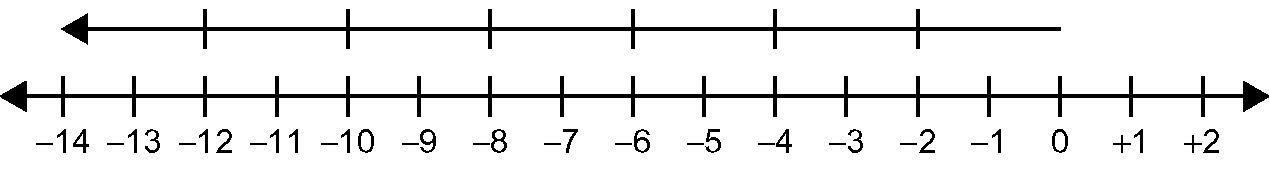 –14 –13 –12 –11 –10 –9 –8 –7 –6 –5 –4 –3 –2 –1 0 +1 +2